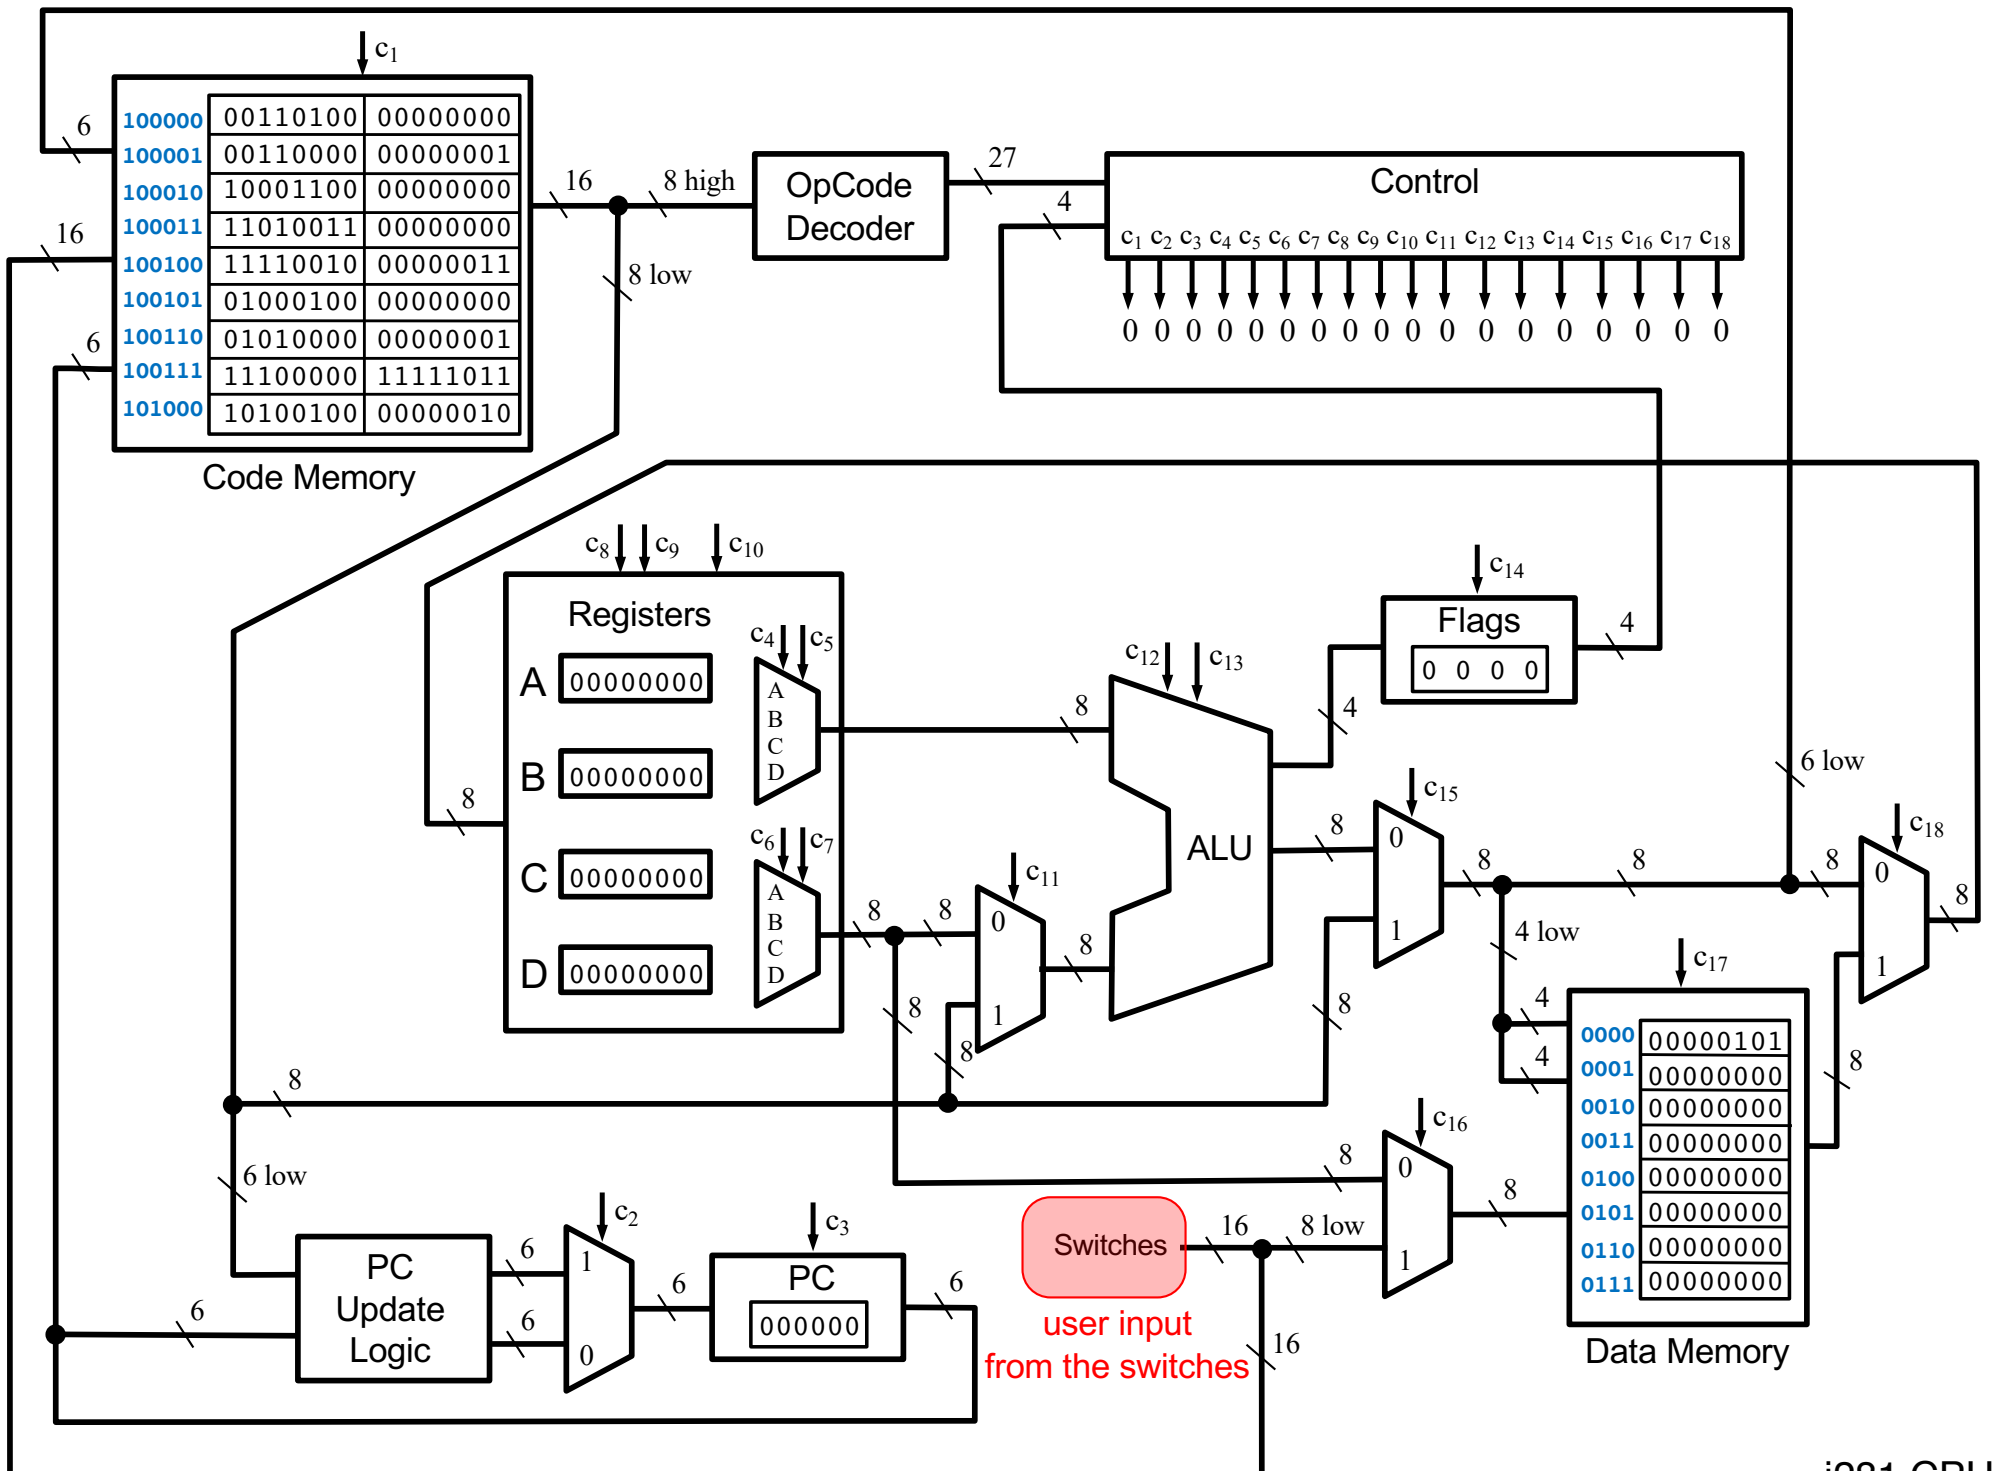 c1
100000 00110100 00000000
100001 00110000 00000001
100010 10001100 00000000
100011 11010011 00000000
100100 11110010 00000011
100101 01000100 00000000
100110 01010000 00000001
100111 11100000 11111011
101000 10100100 00000010
Code Memory
6
16
6
16
8 high
8 low
OpCode
Decoder
27
4
Control
c1 c2 c3 c4 c5 c6 c7 c8 c9 c10 c11 c12 c13 c14 c15 c16 c17 c18
0 0 0 0 0 0 0 0 0 0 0 0 0 0 0 0 0 0
c8 c9 c10
Registers
A 00000000
B 00000000
C 00000000
D 00000000
c4 c5
A
B
C
D
c6 c7
A
B
C
D
8
8
8
8
8
c11
0
1
8
8
8
c12 c13
ALU
c14
Flags
0 0 0 0
4
4
8
c15
0
1
8
8
8
6 low
8
c18
0
1
8
4 low
4
4
c17
0000 00000101
0001 00000000
0010 00000000
0011 00000000
0100 00000000
0101 00000000
0110 00000000
0111 00000000
Data Memory
8
c16
0
1
8
8
8 low
16
16
Switches
user input
from the switches
6 low
6
PC
Update
Logic
6
6
c2
1
0
6
c3
PC
000000
6